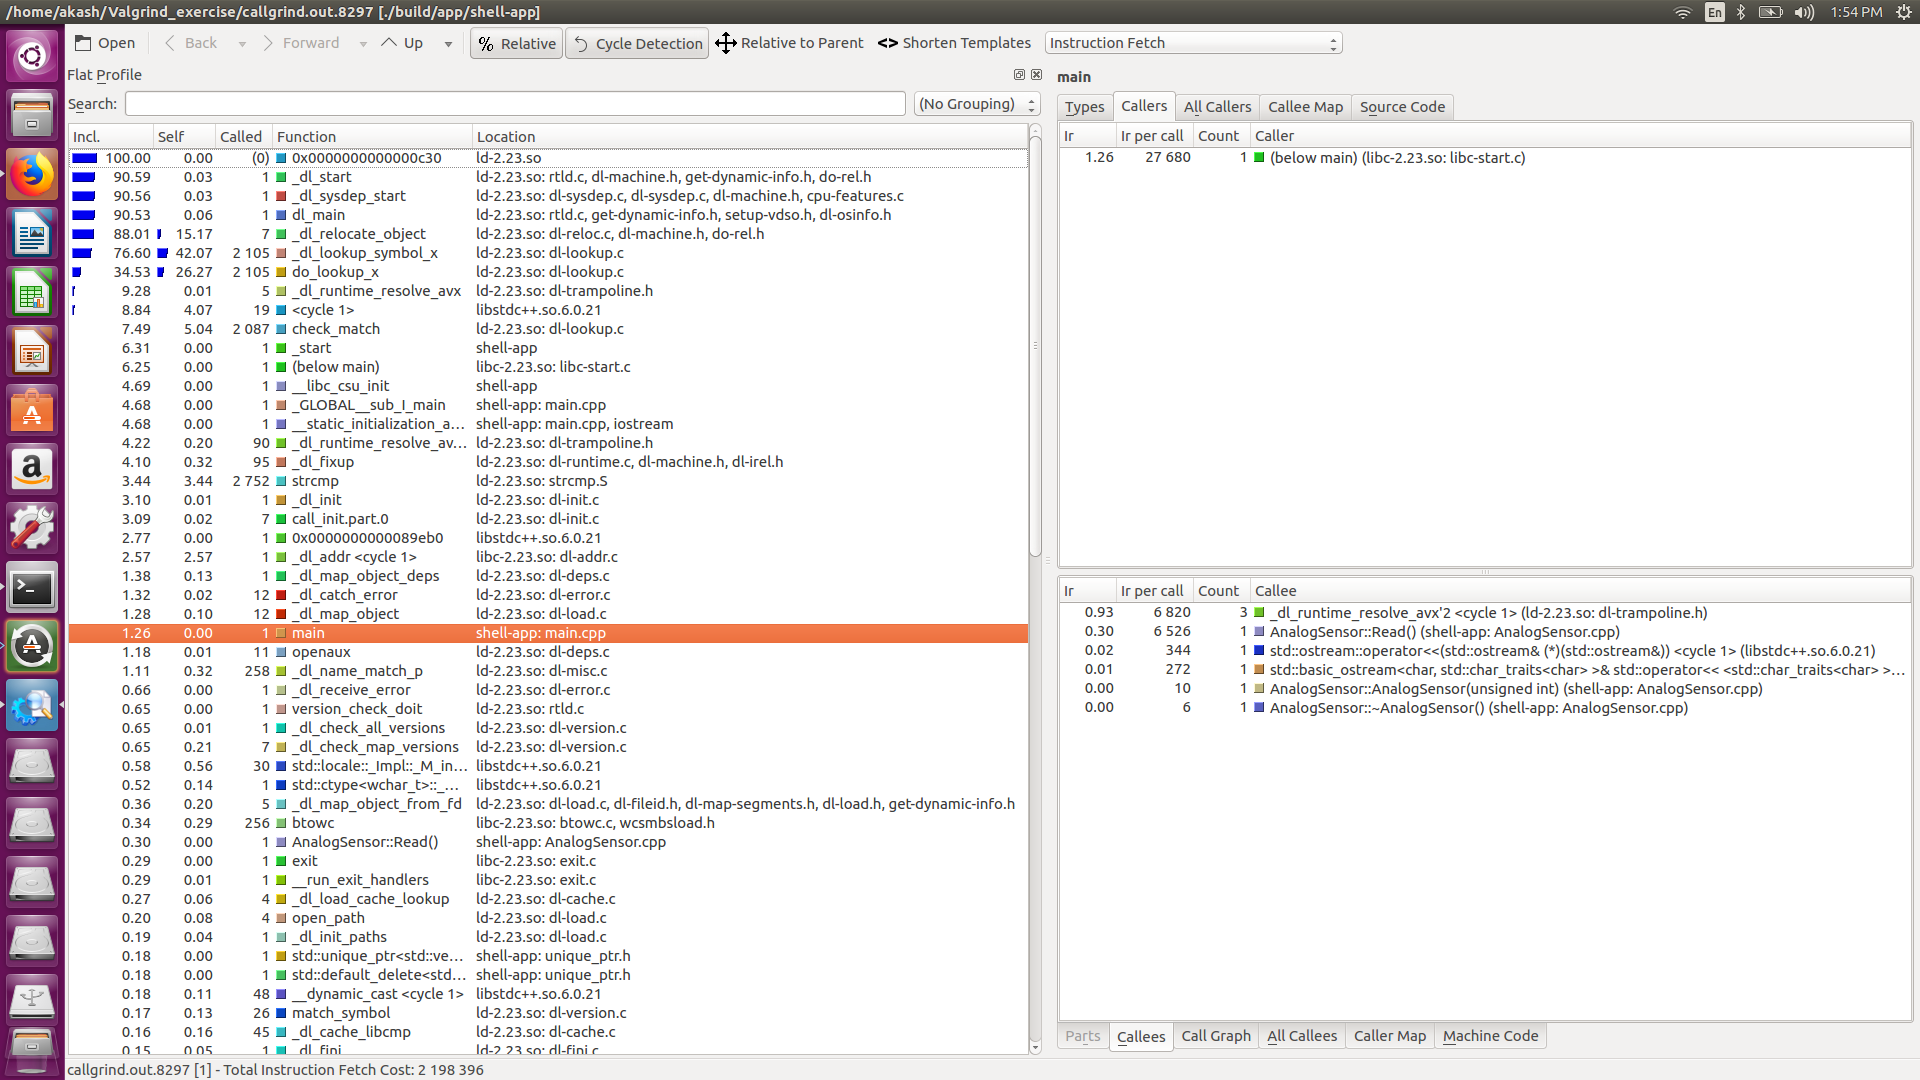 /home/akash/Valgrind_exercise/callgrind.out.8297 [./build/app/shell-app] En 1:54 PM
Open Back Forward Up % Relative Cycle Detection Relative to Parent <> Shorten Templates Instruction Fetch
Flat Profile
Search: (No Grouping)
Incl. Self Called Function Location
100.00 0.00 (0) 0x0000000000000c30 ld-2.23.so
90.59 0.03 1 _dl_start ld-2.23.so: rtld.c, dl-machine.h, get-dynamic-info.h, do-rel.h
90.56 0.03 1 _dl_sysdep_start ld-2.23.so: dl-sysdep.c, dl-sysdep.c, dl-machine.h, cpu-features.c
90.53 0.06 1 dl_main ld-2.23.so: rtld.c, get-dynamic-info.h, setup-vdso.h, dl-osinfo.h
88.01 15.17 7 _dl_relocate_object ld-2.23.so: dl-reloc.c, dl-machine.h, do-rel.h
76.60 42.07 2 105 _dl_lookup_symbol_x ld-2.23.so: dl-lookup.c
34.53 26.27 2 105 do_lookup_x ld-2.23.so: dl-lookup.c
9.28 0.01 5 _dl_runtime_resolve_avx ld-2.23.so: dl-trampoline.h
8.84 4.07 19 <cycle 1> libstdc++.so.6.0.21
7.49 5.04 2 087 check_match ld-2.23.so: dl-lookup.c
6.31 0.00 1 _start shell-app
6.25 0.00 1 (below main) libc-2.23.so: libc-start.c
4.69 0.00 1 __libc_csu_init shell-app
4.68 0.00 1 _GLOBAL__sub_I_main shell-app: main.cpp
4.68 0.00 1 __static_initialization_a... shell-app: main.cpp, iostream
4.22 0.20 90 _dl_runtime_resolve_av... ld-2.23.so: dl-trampoline.h
4.10 0.32 95 _dl_fixup ld-2.23.so: dl-runtime.c, dl-machine.h, dl-irel.h
3.44 3.44 2 752 strcmp ld-2.23.so: strcmp.S
3.10 0.01 1 _dl_init ld-2.23.so: dl-init.c
3.09 0.02 7 call_init.part.0 ld-2.23.so: dl-init.c
2.77 0.00 1 0x0000000000089eb0 libstdc++.so.6.0.21
2.57 2.57 1 _dl_addr <cycle 1> libc-2.23.so: dl-addr.c
1.38 0.13 1 _dl_map_object_deps ld-2.23.so: dl-deps.c
1.32 0.02 12 _dl_catch_error ld-2.23.so: dl-error.c
1.28 0.10 12 _dl_map_object ld-2.23.so: dl-load.c
1.26 0.00 1 main shell-app: main.cpp
1.18 0.01 11 openaux ld-2.23.so: dl-deps.c
1.11 0.32 258 _dl_name_match_p ld-2.23.so: dl-misc.c
0.66 0.00 1 _dl_receive_error ld-2.23.so: dl-error.c
0.65 0.00 1 version_check_doit ld-2.23.so: rtld.c
0.65 0.01 1 _dl_check_all_versions ld-2.23.so: dl-version.c
0.65 0.21 7 _dl_check_map_versions ld-2.23.so: dl-version.c
0.58 0.56 30 std::locale::_Impl::_M_in... libstdc++.so.6.0.21
0.52 0.14 1 std::ctype<wchar_t>::_... libstdc++.so.6.0.21
0.36 0.20 5 _dl_map_object_from_fd ld-2.23.so: dl-load.c, dl-fileid.h, dl-map-segments.h, dl-load.h, get-dynamic-info.h
0.34 0.29 256 btowc libc-2.23.so: btowc.c, wcsmbsload.h
0.30 0.00 1 AnalogSensor::Read() shell-app: AnalogSensor.cpp
0.29 0.00 1 exit libc-2.23.so: exit.c
0.29 0.01 1 __run_exit_handlers libc-2.23.so: exit.c
0.27 0.06 4 _dl_load_cache_lookup ld-2.23.so: dl-cache.c
0.20 0.08 4 open_path ld-2.23.so: dl-load.c
0.19 0.04 1 _dl_init_paths ld-2.23.so: dl-load.c
0.18 0.00 1 std::unique_ptr<std::ve... shell-app: unique_ptr.h
0.18 0.00 1 std::default_delete<std... shell-app: unique_ptr.h
0.18 0.11 48 __dynamic_cast <cycle 1> libstdc++.so.6.0.21
0.17 0.13 26 match_symbol ld-2.23.so: dl-version.c
0.16 0.16 45 _dl_cache_libcmp ld-2.23.so: dl-cache.c
0.15 0.05 1 _dl_fini ld-2.23.so: dl-fini.c
main
Types Callers All Callers Callee Map Source Code
Ir Ir per call Count Caller
1.26 27 680 1 (below main) (libc-2.23.so: libc-start.c)
Ir Ir per call Count Callee
0.93 6 820 3 _dl_runtime_resolve_avx'2 <cycle 1> (ld-2.23.so: dl-trampoline.h)
0.30 6 526 1 AnalogSensor::Read() (shell-app: AnalogSensor.cpp)
0.02 344 1 std::ostream::operator<<(std::ostream& (*)(std::ostream&)) <cycle 1> (libstdc++.so.6.0.21)
0.01 272 1 std::basic_ostream<char, std::char_traits<char> >& std::operator<< <std::char_traits<char> >...
0.00 10 1 AnalogSensor::AnalogSensor(unsigned int) (shell-app: AnalogSensor.cpp)
0.00 6 1 AnalogSensor::~AnalogSensor() (shell-app: AnalogSensor.cpp)
Parts Callees Call Graph All Callees Caller Map Machine Code
callgrind.out.8297 [1] - Total Instruction Fetch Cost: 2 198 396